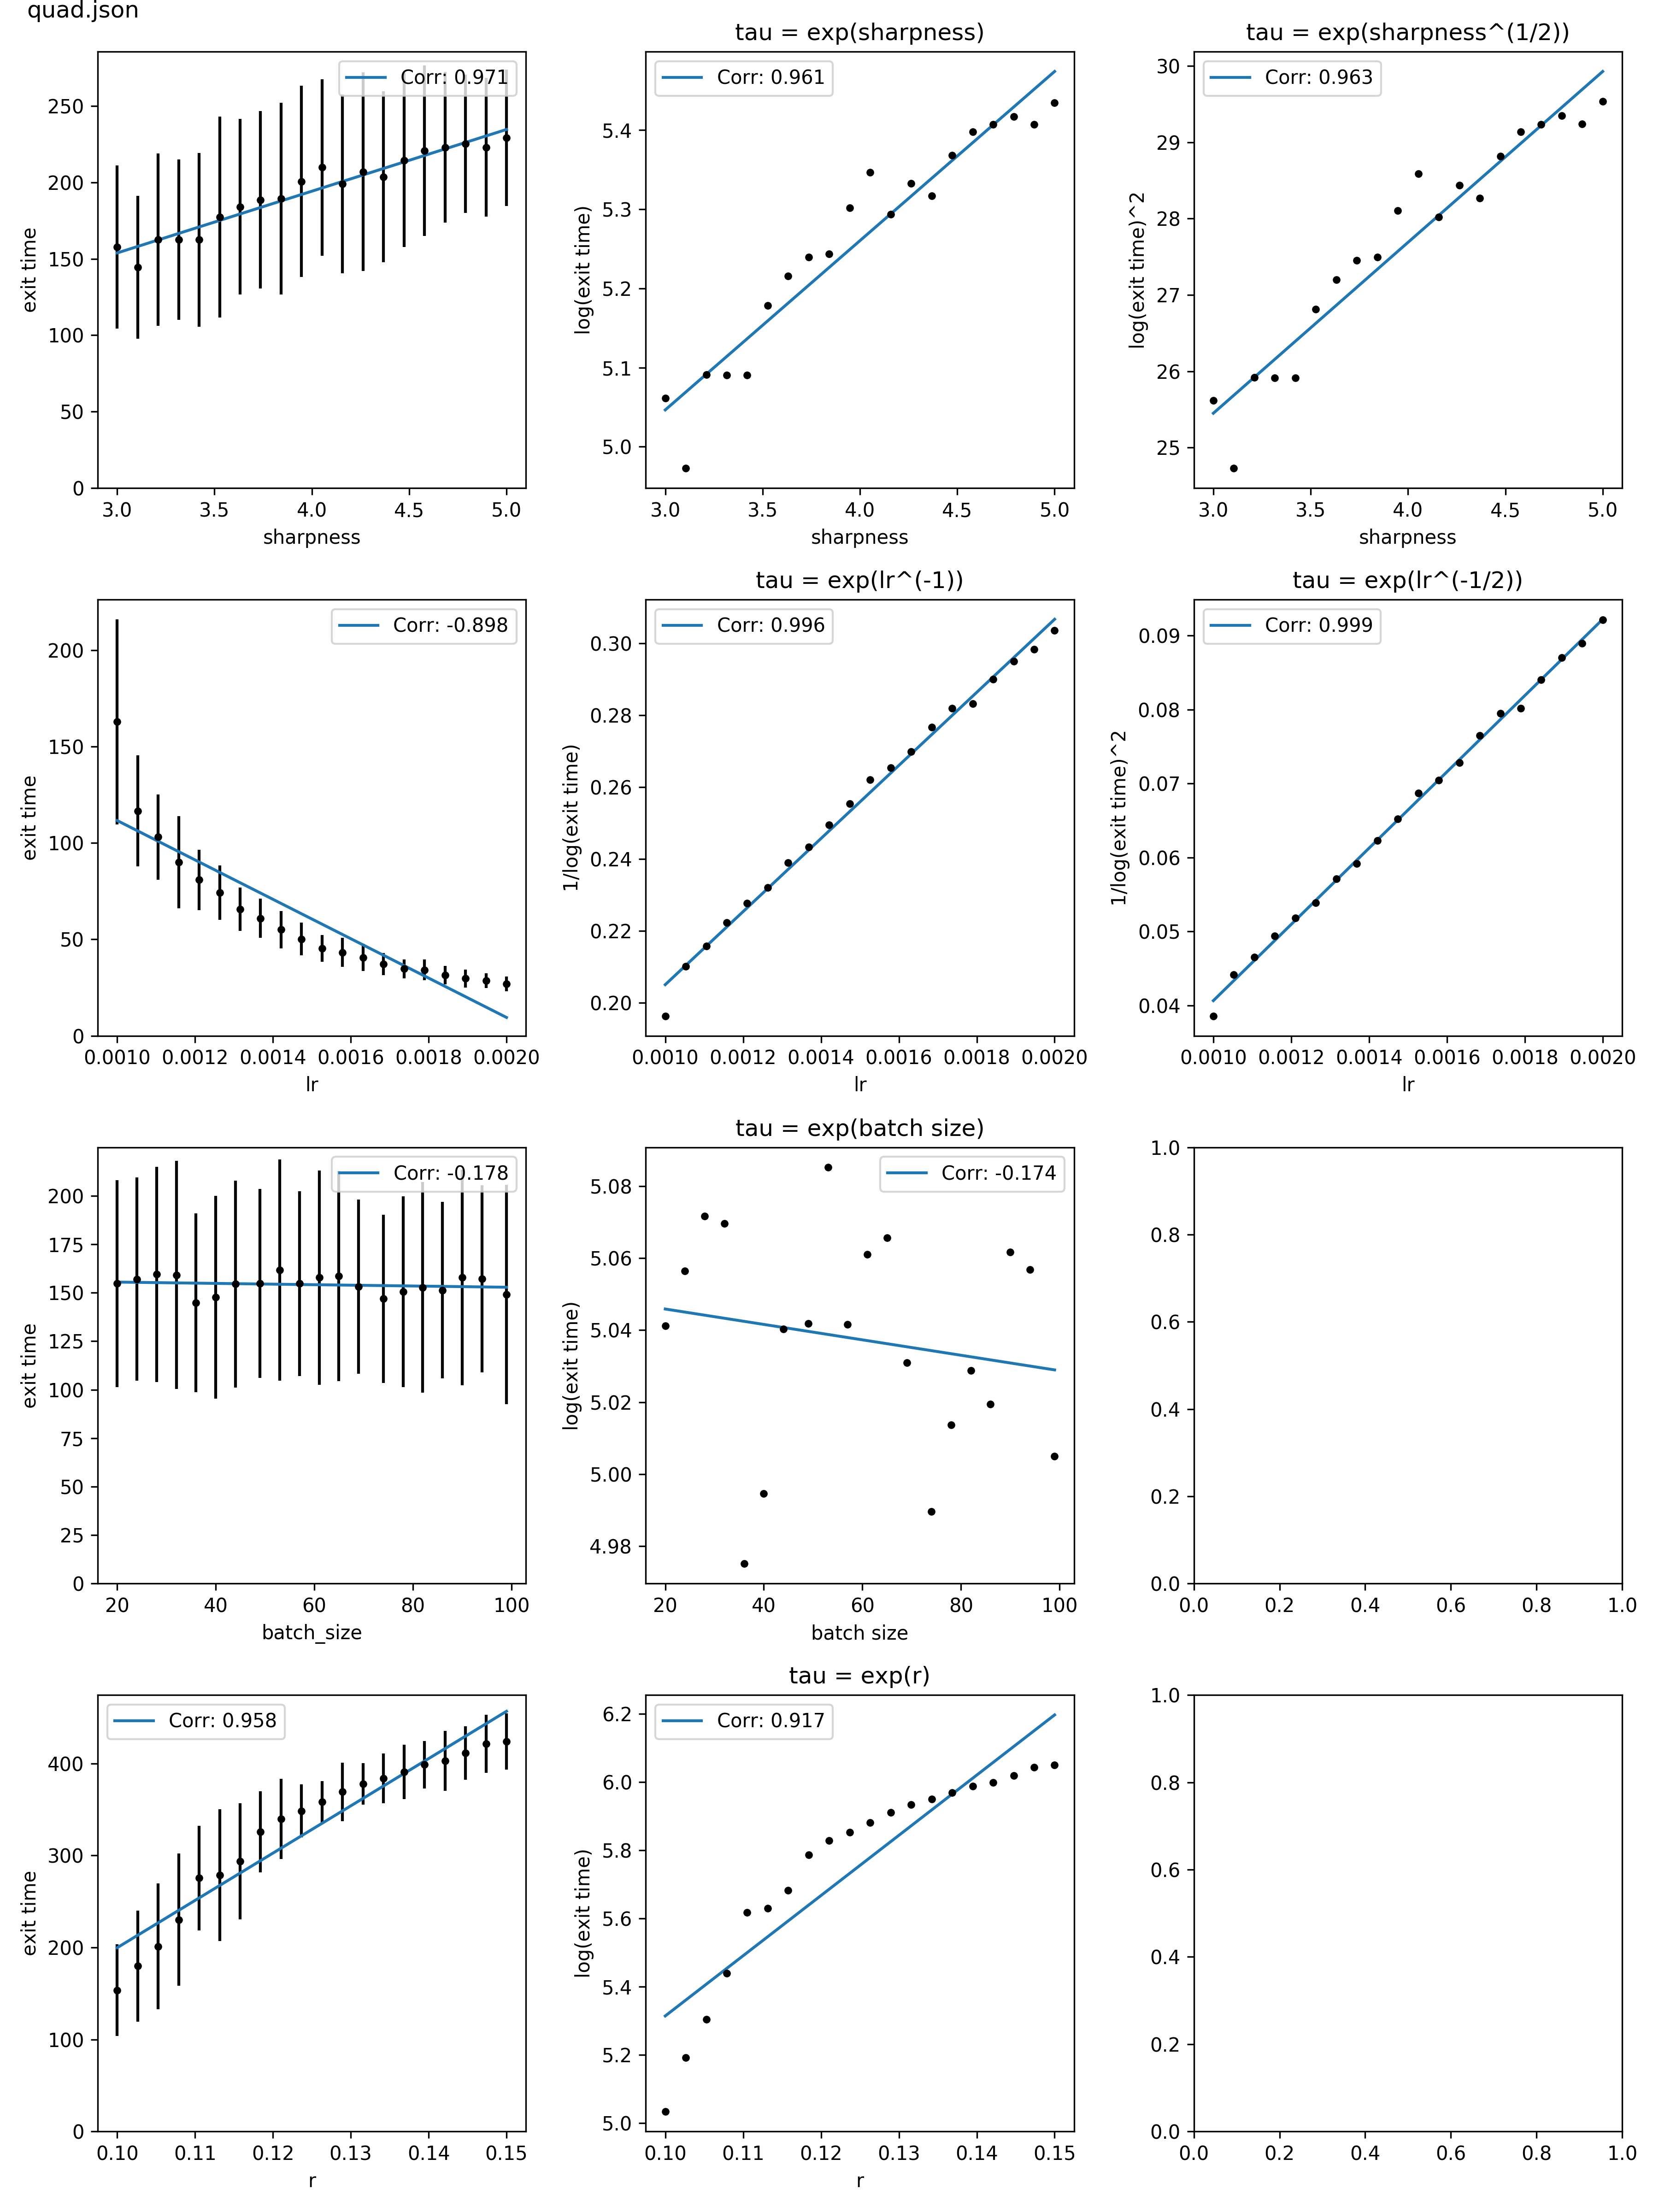 quad.json
Corr: 0.971
exit time
250
200
150
100
50
0
3.0 3.5 4.0 4.5 5.0
sharpness
tau = exp(sharpness)
Corr: 0.961
log(exit time)
5.4
5.3
5.2
5.1
5.0
3.0 3.5 4.0 4.5 5.0
sharpness
tau = exp(sharpness^(1/2))
Corr: 0.963
log(exit time)^2
30
29
28
27
26
25
3.0 3.5 4.0 4.5 5.0
sharpness
Corr: -0.898
exit time
200
150
100
50
0
0.0010 0.0012 0.0014 0.0016 0.0018 0.0020
lr
tau = exp(lr^(-1))
Corr: 0.996
1/log(exit time)
0.30
0.28
0.26
0.24
0.22
0.20
0.0010 0.0012 0.0014 0.0016 0.0018 0.0020
lr
tau = exp(lr^(-1/2))
Corr: 0.999
1/log(exit time)^2
0.09
0.08
0.07
0.06
0.05
0.04
0.0010 0.0012 0.0014 0.0016 0.0018 0.0020
lr
Corr: -0.178
exit time
200
175
150
125
100
75
50
25
0
20 40 60 80 100
batch_size
tau = exp(batch size)
Corr: -0.174
log(exit time)
5.08
5.06
5.04
5.02
5.00
4.98
20 40 60 80 100
batch size
1.0
0.8
0.6
0.4
0.2
0.0
0.0 0.2 0.4 0.6 0.8 1.0
Corr: 0.958
exit time
400
300
200
100
0
0.10 0.11 0.12 0.13 0.14 0.15
r
tau = exp(r)
Corr: 0.917
log(exit time)
6.2
6.0
5.8
5.6
5.4
5.2
5.0
0.10 0.11 0.12 0.13 0.14 0.15
r
1.0
0.8
0.6
0.4
0.2
0.0
0.0 0.2 0.4 0.6 0.8 1.0